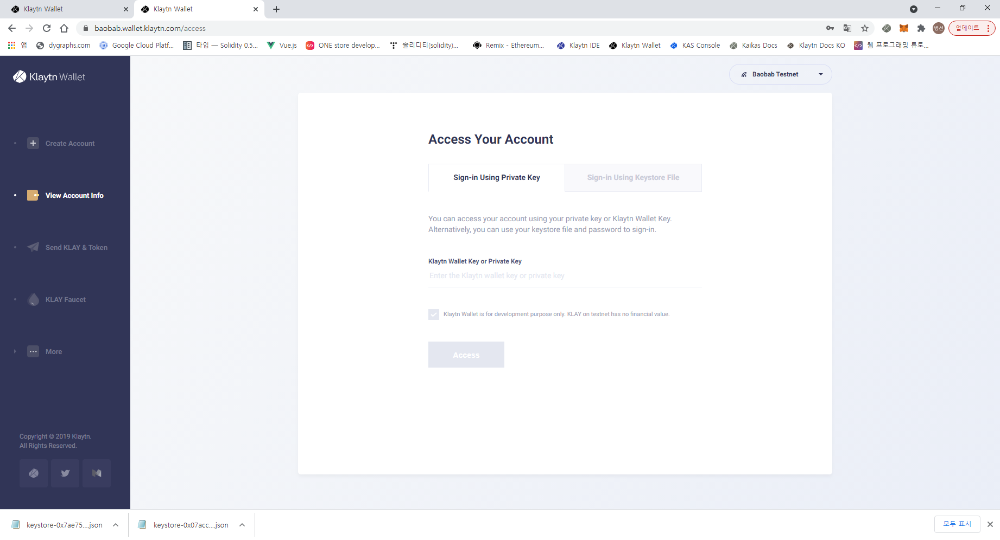 Klaytn Wallet
Klaytn Wallet
baobab.wallet.klaytn.com/access
병선
업데이트
앱
dygraphs.com
Google Cloud Platf...
타입 — Solidity 0.5...
Vue.js
ONE store develop...
솔리디티(solidity)...
Remix - Ethereum...
Klaytn IDE
Klaytn Wallet
KAS Console
Kaikas Docs
Klaytn Docs KO
웹 프로그래밍 튜토...
Klaytn Wallet
Baobab Testnet
Create Account
View Account Info
Send KLAY & Token
KLAY Faucet
More
Access Your Account
Sign-in Using Private Key
Sign-in Using Keystore File
You can access your account using your private key or Klaytn Wallet Key.
Alternatively, you can use your keystore file and password to sign-in.
Klaytn Wallet Key or Private Key
Enter the Klaytn wallet key or private key
Klaytn Wallet is for development purpose only. KLAY on testnet has no financial value.
Access
Copyright © 2019 Klaytn.
All Rights Reserved.
keystore-0x7ae75....json
keystore-0x07acc....json
모두 표시